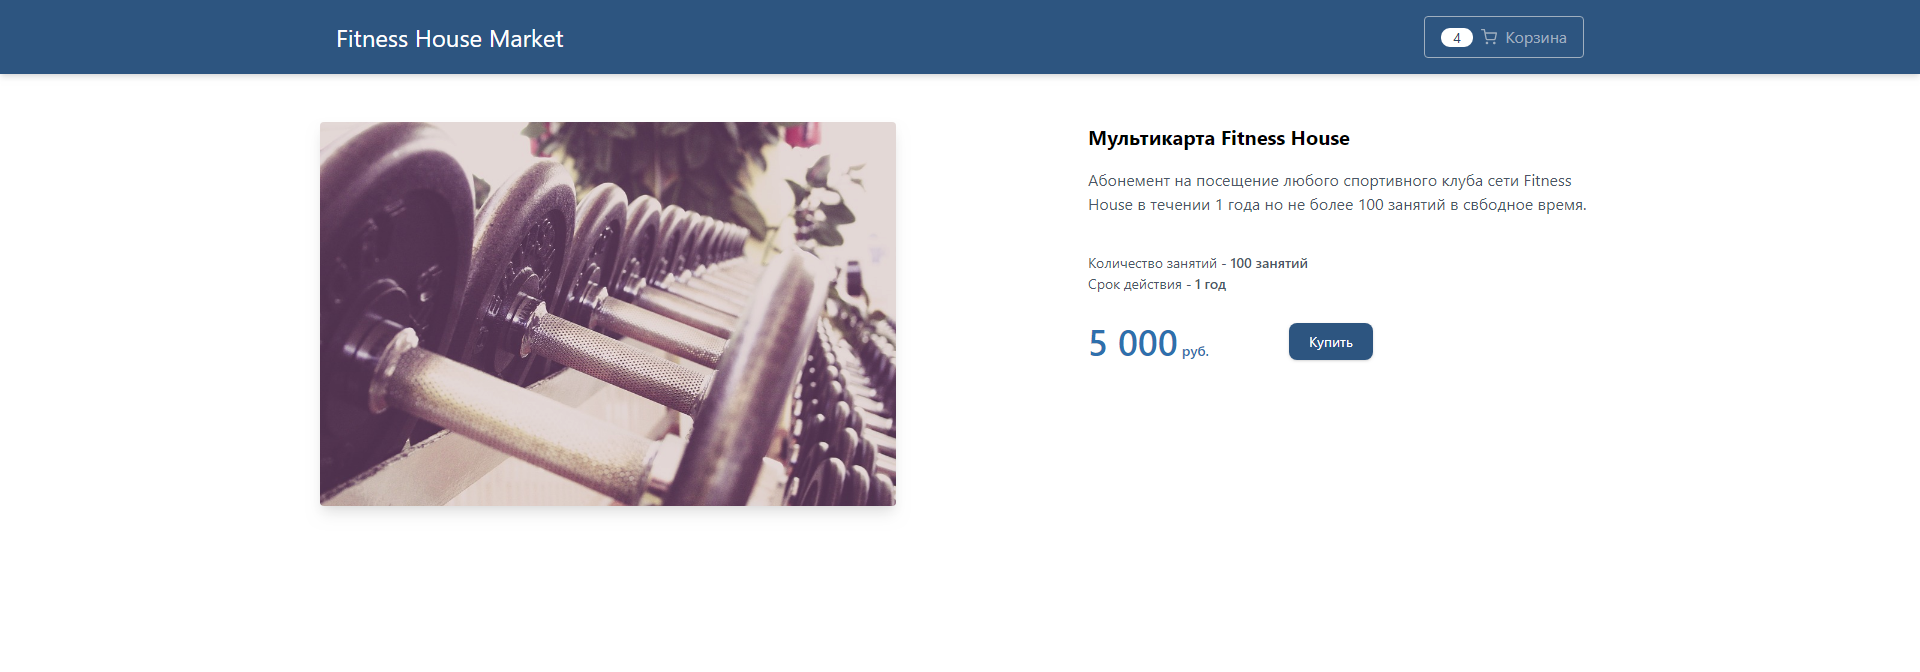 Fitness House Market
4 Корзина
Мультикарта Fitness House
Абонемент на посещение любого спортивного клуба сети Fitness
House в течении 1 года но не более 100 занятий в свбодное время.
Количество занятий - 100 занятий
Срок действия - 1 год
5 000 руб.
Купить